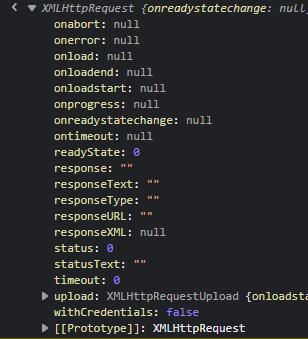 XMLHttpRequest {onreadystatechange: null,
onabort: null
onerror: null
onload: null
onloadend: null
onloadstart: null
onprogress: null
onreadystatechange: null
ontimeout: null
readyState: 0
response: ""
responseText: ""
responseType: ""
responseURL: ""
responseXML: null
status: 0
statusText: ""
timeout: 0
upload: XMLHttpRequestUpload {onloadsta
withCredentials: false
[[Prototype]]: XMLHttpRequest